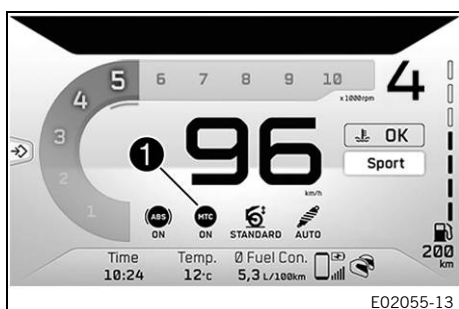 5 6 7 8 9 10 4
4
x1000rpm
3
1 96 OK
Sport
2
km/h
1
ABS MTC
ON ON STANDARD AUTO
Time Temp. Ø Fuel Con. 200
10:24 12°C 5,3 L/100km km
E02055-13